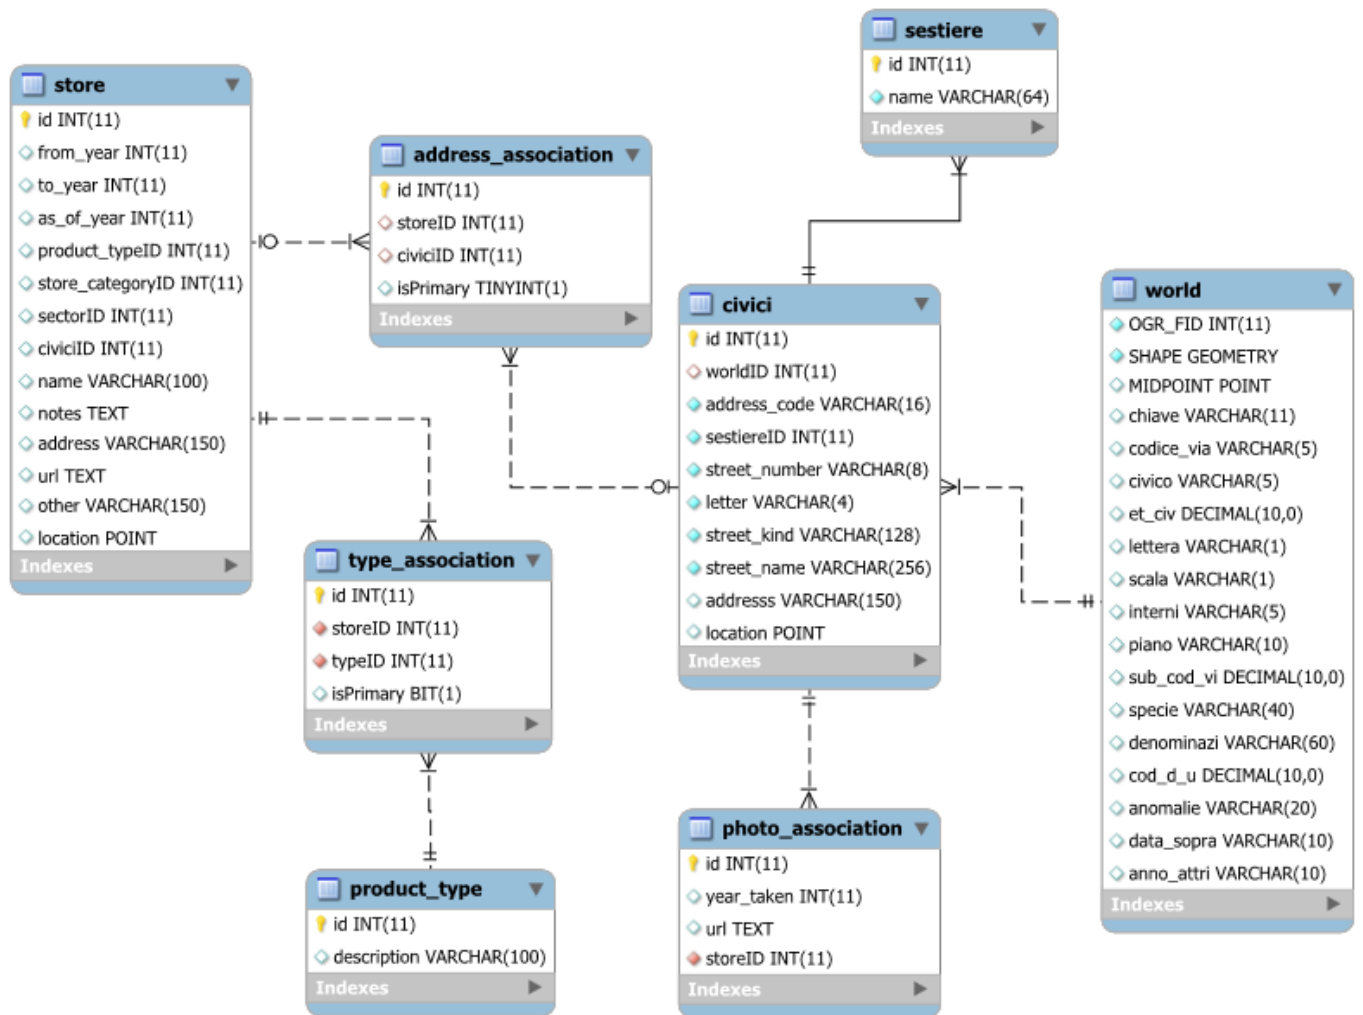 store
id INT(11)
from_year INT(11)
to_year INT(11)
as_of_year INT(11)
product_typeID INT(11)
store_categoryID INT(11)
sectorID INT(11)
civiciID INT(11)
name VARCHAR(100)
notes TEXT
address VARCHAR(150)
url TEXT
other VARCHAR(150)
location POINT
Indexes
address_association
id INT(11)
storeID INT(11)
civiciID INT(11)
isPrimary TINYINT(1)
Indexes
type_association
id INT(11)
storeID INT(11)
typeID INT(11)
isPrimary BIT(1)
Indexes
product_type
id INT(11)
description VARCHAR(100)
Indexes
sestiere
id INT(11)
name VARCHAR(64)
Indexes
civici
id INT(11)
worldID INT(11)
address_code VARCHAR(16)
sestiereID INT(11)
street_number VARCHAR(8)
letter VARCHAR(4)
street_kind VARCHAR(128)
street_name VARCHAR(256)
addresss VARCHAR(150)
location POINT
Indexes
photo_association
id INT(11)
year_taken INT(11)
url TEXT
storeID INT(11)
Indexes
world
OGR_FID INT(11)
SHAPE GEOMETRY
MIDPOINT POINT
chiave VARCHAR(11)
codice_via VARCHAR(5)
civico VARCHAR(5)
et_civ DECIMAL(10,0)
lettera VARCHAR(1)
scala VARCHAR(1)
interni VARCHAR(5)
piano VARCHAR(10)
sub_cod_vi DECIMAL(10,0)
specie VARCHAR(40)
denominazi VARCHAR(60)
cod_d_u DECIMAL(10,0)
anomalie VARCHAR(20)
data_sopra VARCHAR(10)
anno_attri VARCHAR(10)
Indexes